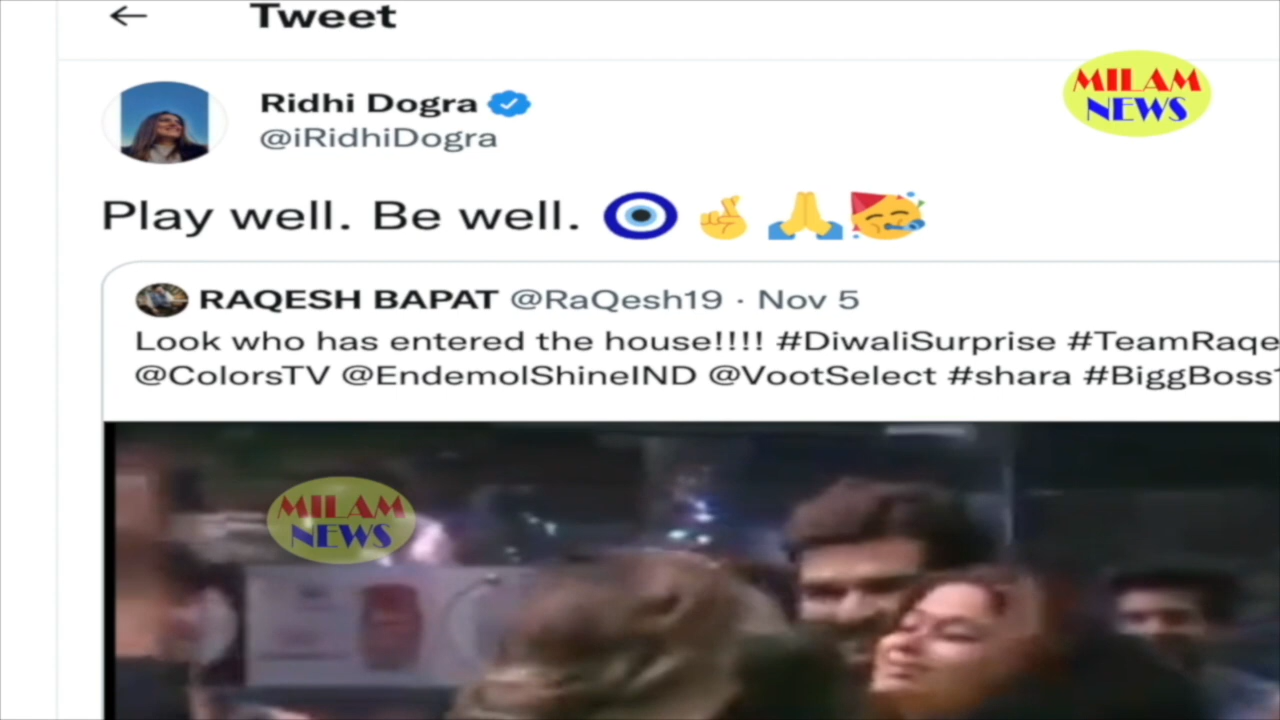 Tweet
MILAM
NEWS
Ridhi Dogra
@iRidhiDogra
Play well. Be well.
RAQESH BAPAT @RaQesh19 · Nov 5
Look who has entered the house!!!! #DiwaliSurprise #TeamRaqe
@ColorsTV @EndemolShineIND @VootSelect #shara #BiggBoss1
MILAM
NEWS